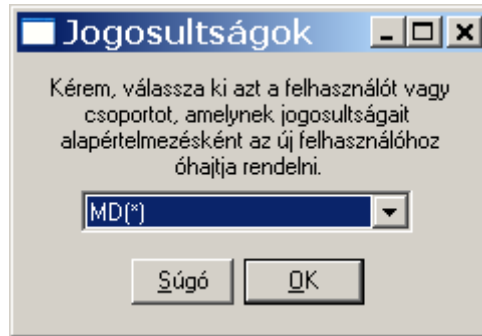 Jogosultságok
Kérem, válassza ki azt a felhasználót vagy
csoportot, amelynek jogosultságait
alapértelmezésként az új felhasználóhoz
óhajtja rendelni.
MD(*)
Súgó OK